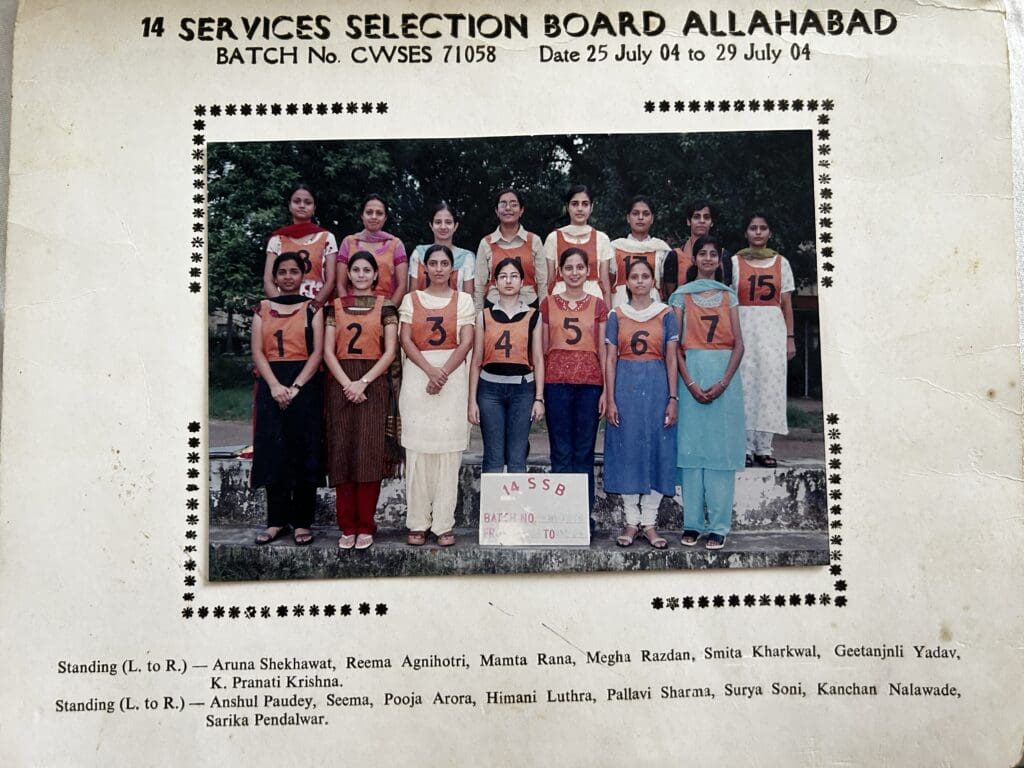 14 SERVICES SELECTION BOARD ALLAHABAD
BATCH No. CWSES 71058 Date 25 July 04 to 29 July 04
15
1 2 3 4 5 6 7
14 SSB
BATCH NO.
TO
Standing (L. to R.) — Aruna Shekhawat, Reema Agnihotri, Mamta Rana, Megha Razdan, Smita Kharkwal, Geetanjnli Yadav,
K. Pranati Krishna.
Standing (L. to R.) — Anshul Paudey, Seema, Pooja Arora, Himani Luthra, Pallavi Sharma, Surya Soni, Kanchan Nalawade,
Sarika Pendalwar.